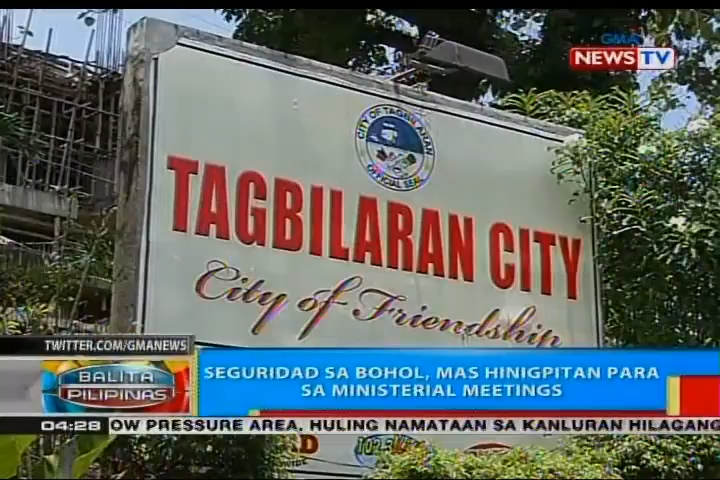 GMA
NEWS TV
CITY OF TAGBILARAN
OFFICIAL SEAL
TAGBILARAN CITY
City of Friendship
TWITTER.COM/GMANEWS
BALITA
PILIPINAS
SEGURIDAD SA BOHOL, MAS HINIGPITAN PARA
SA MINISTERIAL MEETINGS
04:28
OW PRESSURE AREA, HULING NAMATAAN SA KANLURAN HILAGANG